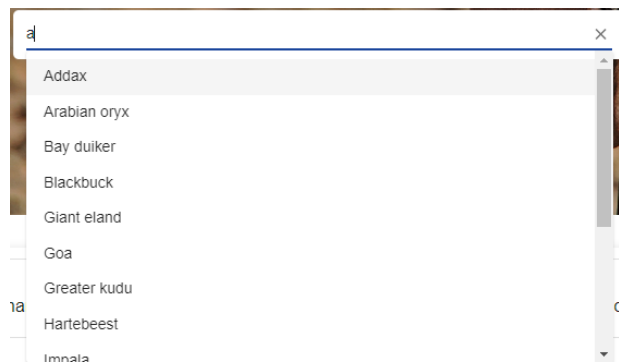 a
Addax
Arabian oryx
Bay duiker
Blackbuck
Giant eland
Goa
Greater kudu
Hartebeest
Impala